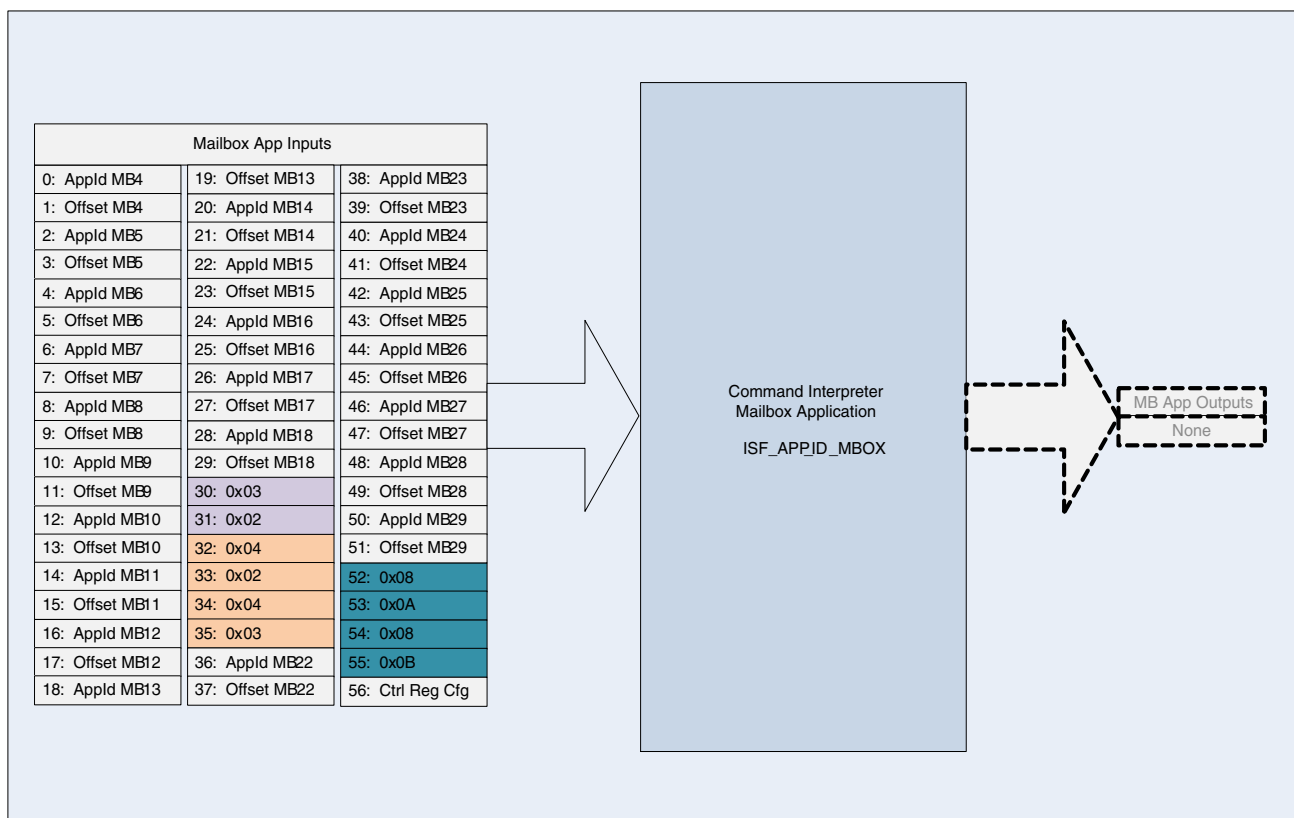 Mailbox App Inputs
0: AppId MB4
1: Offset MB4
2: AppId MB5
3: Offset MB5
4: AppId MB6
5: Offset MB6
6: AppId MB7
7: Offset MB7
8: AppId MB8
9: Offset MB8
10: AppId MB9
11: Offset MB9
12: AppId MB10
13: Offset MB10
14: AppId MB11
15: Offset MB11
16: AppId MB12
17: Offset MB12
18: AppId MB13
19: Offset MB13
20: AppId MB14
21: Offset MB14
22: AppId MB15
23: Offset MB15
24: AppId MB16
25: Offset MB16
26: AppId MB17
27: Offset MB17
28: AppId MB18
29: Offset MB18
30: 0x03
31: 0x02
32: 0x04
33: 0x02
34: 0x04
35: 0x03
36: AppId MB22
37: Offset MB22
38: AppId MB23
39: Offset MB23
40: AppId MB24
41: Offset MB24
42: AppId MB25
43: Offset MB25
44: AppId MB26
45: Offset MB26
46: AppId MB27
47: Offset MB27
48: AppId MB28
49: Offset MB28
50: AppId MB29
51: Offset MB29
52: 0x08
53: 0x0A
54: 0x08
55: 0x0B
56: Ctrl Reg Cfg
Command Interpreter
Mailbox Application
ISF_APP_ID_MBOX
MB App Outputs
None